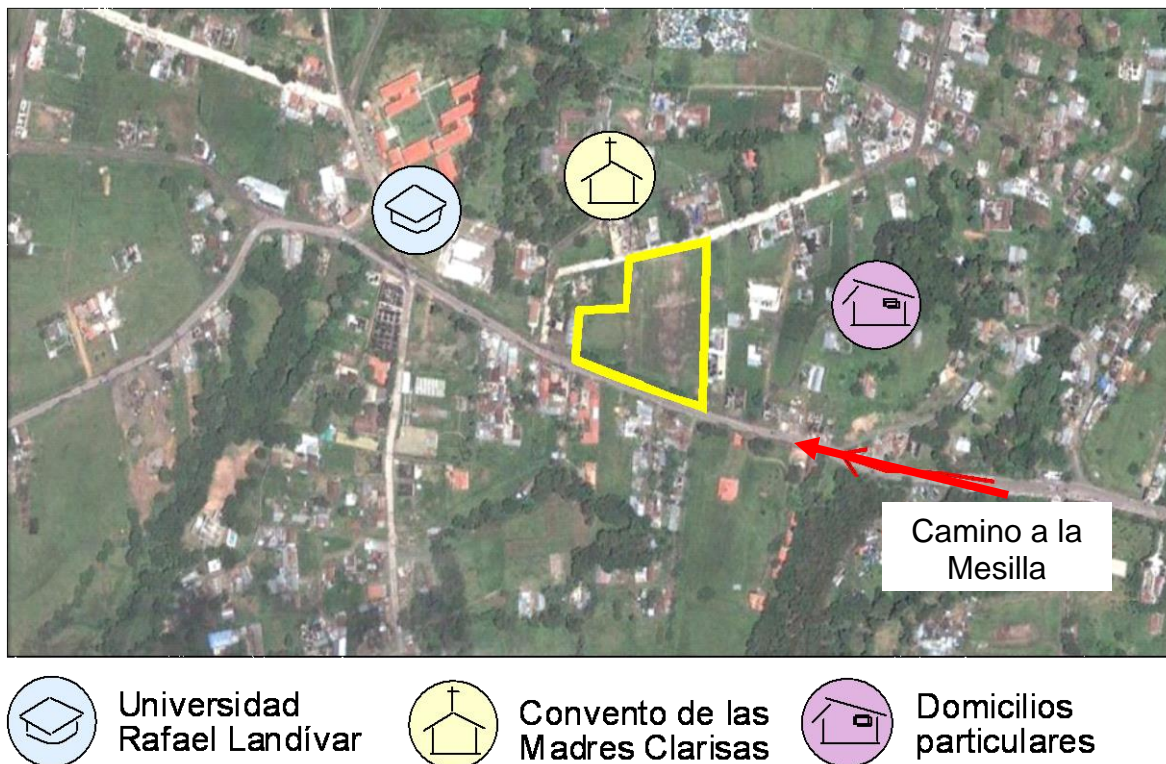 Camino a la
Mesilla
Universidad
Rafael Landívar
Convento de las
Madres Clarisas
Domicilios
particulares